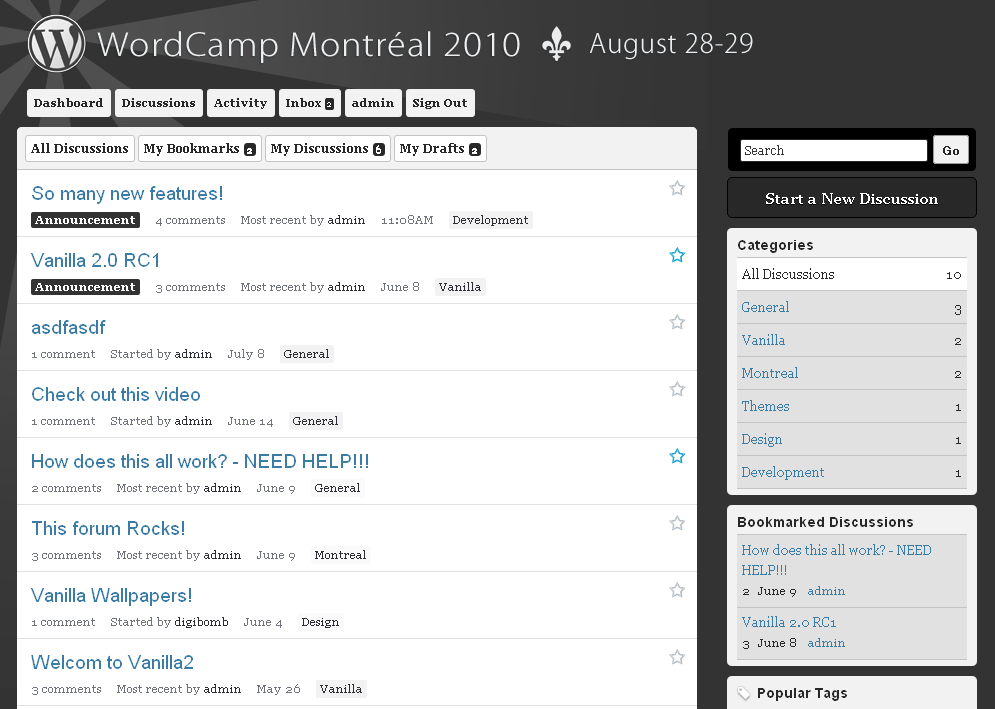 WordCamp Montréal 2010 August 28-29
Dashboard Discussions Activity Inbox 2 admin Sign Out
All Discussions My Bookmarks 2 My Discussions 6 My Drafts 2
So many new features!
Announcement 4 comments Most recent by admin 11:08AM Development
Vanilla 2.0 RC1
Announcement 3 comments Most recent by admin June 8 Vanilla
asdfasdf
1 comment Started by admin July 8 General
Check out this video
1 comment Started by admin June 14 General
How does this all work? - NEED HELP!!!
2 comments Most recent by admin June 9 General
This forum Rocks!
3 comments Most recent by admin June 9 Montreal
Vanilla Wallpapers!
1 comment Started by digibomb June 4 Design
Welcom to Vanilla2
3 comments Most recent by admin May 26 Vanilla
Search Go
Start a New Discussion
Categories
All Discussions 10
General 3
Vanilla 2
Montreal 2
Themes 1
Design 1
Development 1
Bookmarked Discussions
How does this all work? - NEED
HELP!!!
2 June 9 admin
Vanilla 2.0 RC1
3 June 8 admin
Popular Tags